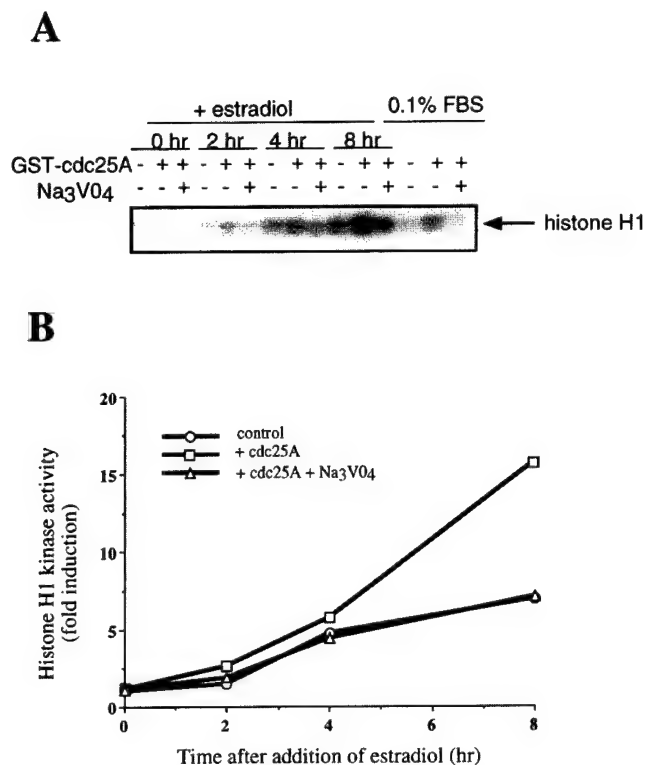 A
+ estradiol 0.1% FBS
0 hr 2 hr 4 hr 8 hr
GST-cdc25A - + + - + + - + + - + + - + +
Na3V04 - - + - - + - - + - - + - - +
histone H1
B
20
15
10
5
0
control
+ cdc25A
+ cdc25A + Na3V04
Histone H1 kinase activity
(fold induction)
0 2 4 6 8
Time after addition of estradiol (hr)